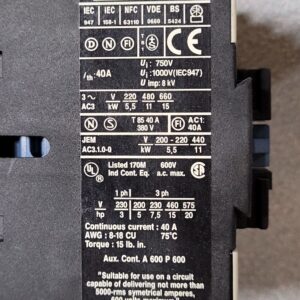 IEC IEC NFC VDE BS
947 158-1 63110 0660 5424
D N FI
Ui : 750V
Ith :40A Ui :1000V(IEC947)
U imp: 8 kV
3~ V 220 480 660
AC3 kW 5,5 11 15
N S T 85 40 A 380 V FI AC1: 40A
JEM V 200 - 220 440
AC3.1.0-0 kW 5,5 11
UL Listed 170M 600V
Ind Cont. Eq. a.c. max.
1 ph 3 ph
V 230 200 230 460 575
hp 3 5 7,5 15 20
Continuous current : 40 A
AWG : 8-18 CU 75°C
Torque : 15 lb. in.
Aux. Cont. A 600 P 600
"Suitable for use on a circuit
capable of delivring not more than
5000-rms symetrical amperes,